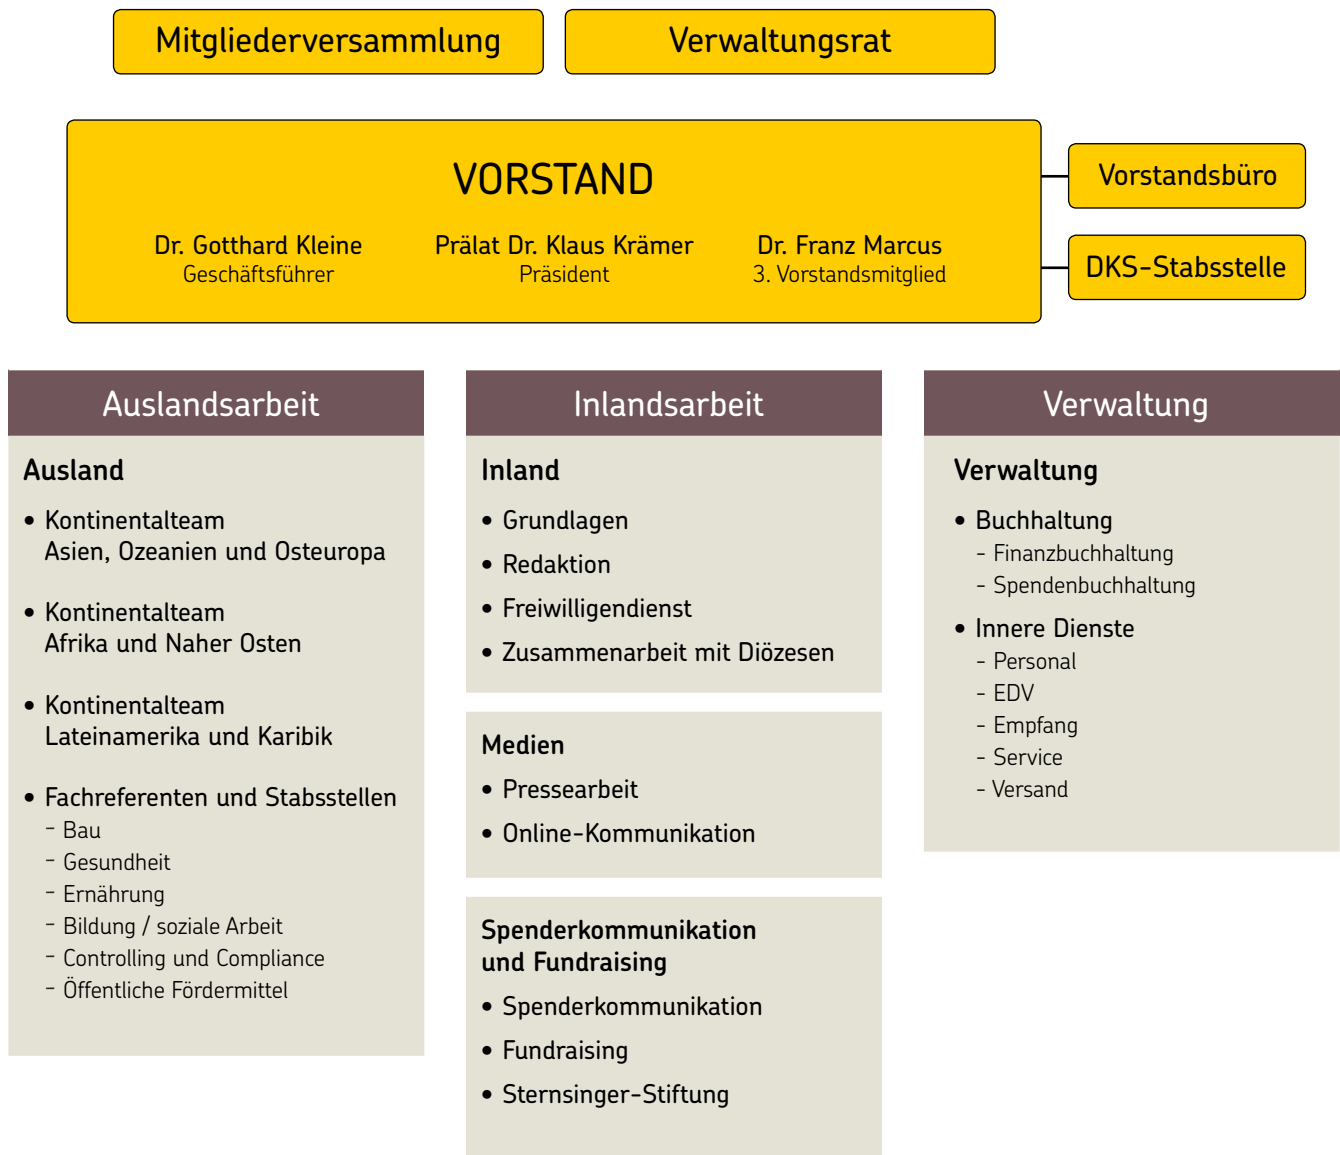 Mitgliederversammlung
Verwaltungsrat
VORSTAND
Dr. Gotthard Kleine
Geschäftsführer
Prälat Dr. Klaus Krämer
Präsident
Dr. Franz Marcus
3. Vorstandsmitglied
Vorstandsbüro
DKS-Stabsstelle
Auslandsarbeit
Ausland
• Kontinentalteam
Asien, Ozeanien und Osteuropa
• Kontinentalteam
Afrika und Naher Osten
• Kontinentalteam
Lateinamerika und Karibik
• Fachreferenten und Stabsstellen
- Bau
- Gesundheit
- Ernährung
- Bildung / soziale Arbeit
- Controlling und Compliance
- Öffentliche Fördermittel
Inlandsarbeit
Inland
• Grundlagen
• Redaktion
• Freiwilligendienst
• Zusammenarbeit mit Diözesen
Medien
• Pressearbeit
• Online-Kommunikation
Spenderkommunikation
und Fundraising
• Spenderkommunikation
• Fundraising
• Sternsinger-Stiftung
Verwaltung
Verwaltung
• Buchhaltung
- Finanzbuchhaltung
- Spendenbuchhaltung
• Innere Dienste
- Personal
- EDV
- Empfang
- Service
- Versand